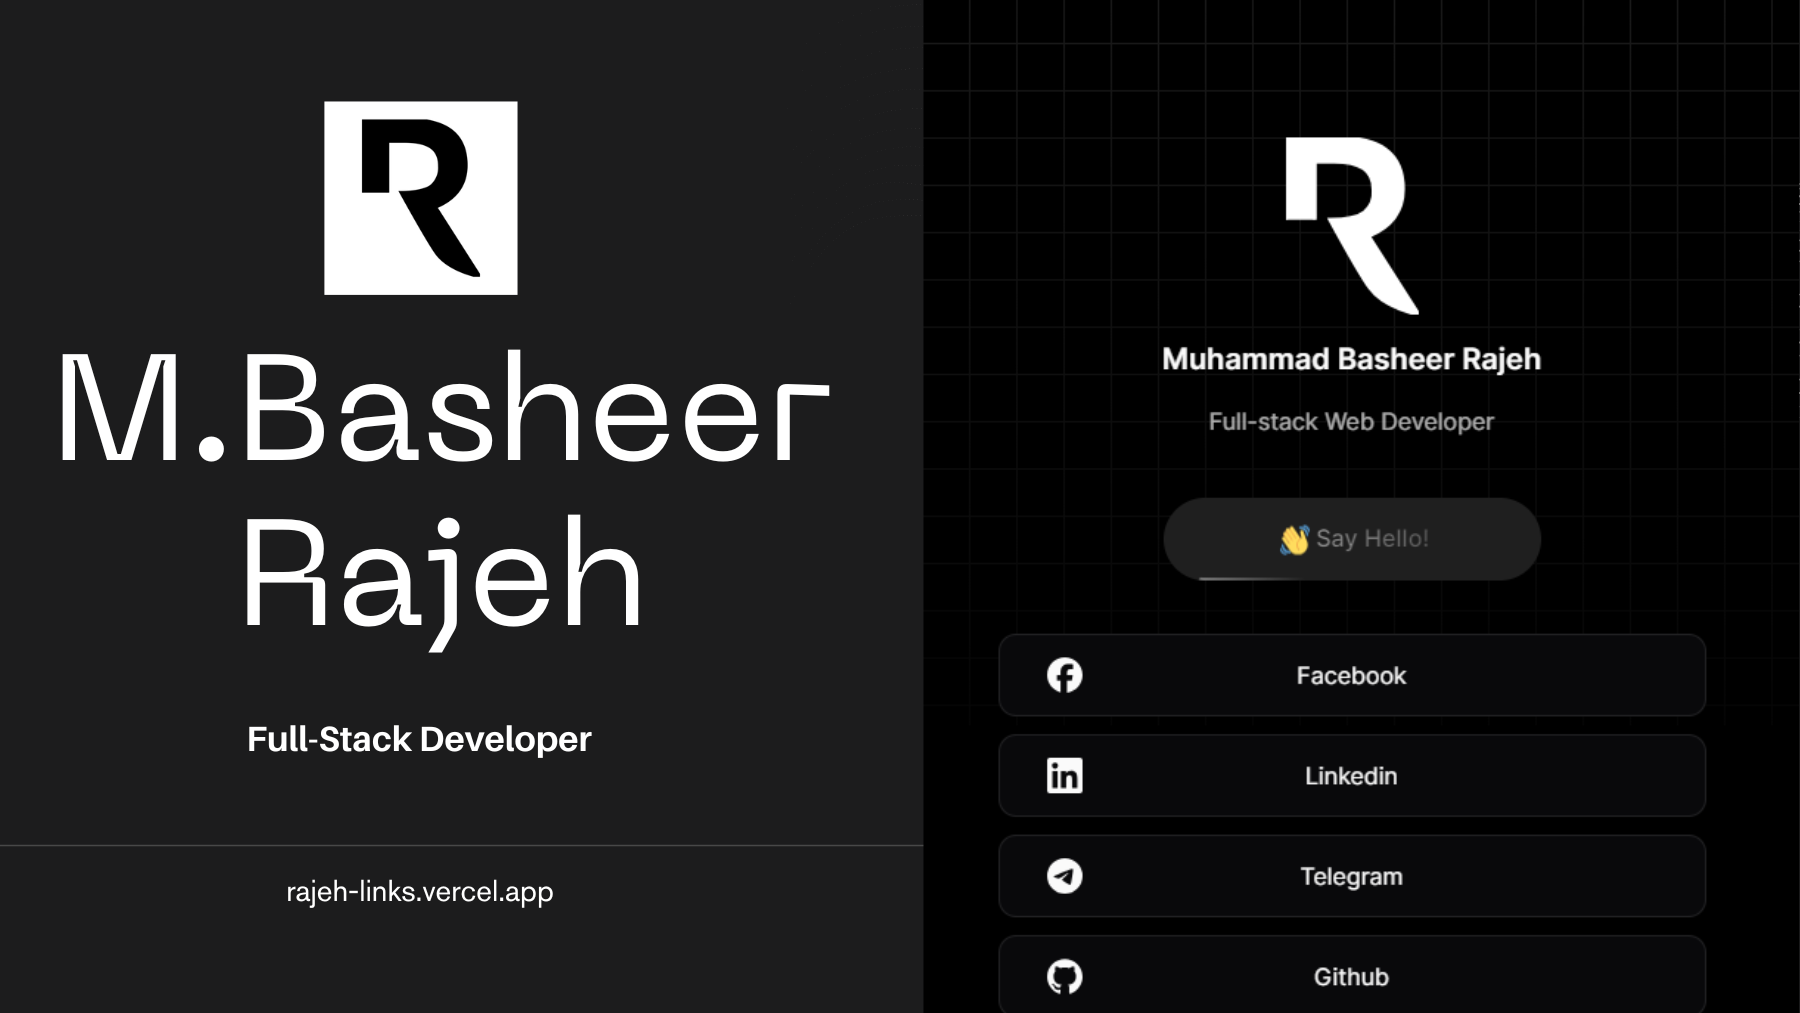 R
M.Basheer
Rajeh
Full-Stack Developer
rajeh-links.vercel.app
R
Muhammad Basheer Rajeh
Full-stack Web Developer
👋 Say Hello!
Facebook
in
Linkedin
Telegram
Github